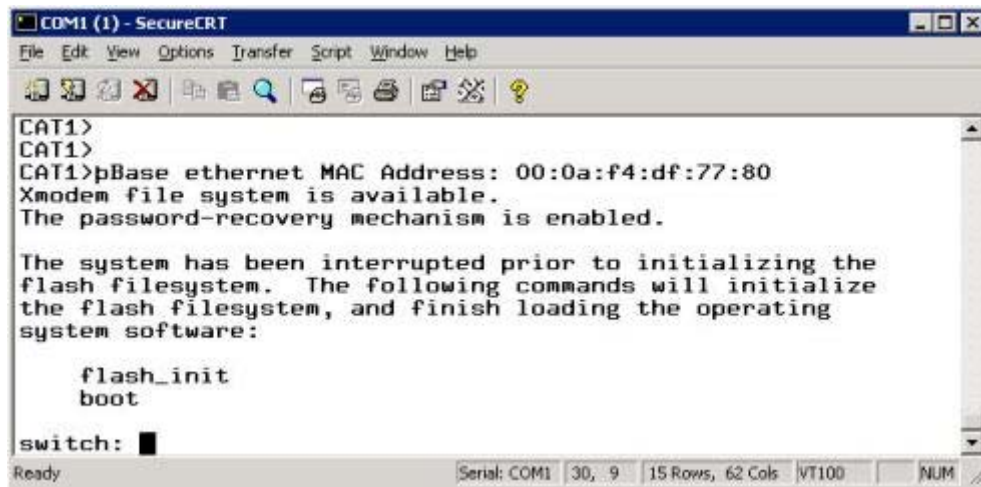 COM1 (1) - SecureCRT
File Edit View Options Transfer Script Window Help
CAT1>
CAT1>
CAT1>þBase ethernet MAC Address: 00:0a:f4:df:77:80
Xmodem file system is available.
The password-recovery mechanism is enabled.
The system has been interrupted prior to initializing the
flash filesystem.  The following commands will initialize
the flash filesystem, and finish loading the operating
system software:
flash_init
boot
switch:
Ready Serial: COM1 30, 9 15 Rows, 62 Cols VT100 NUM